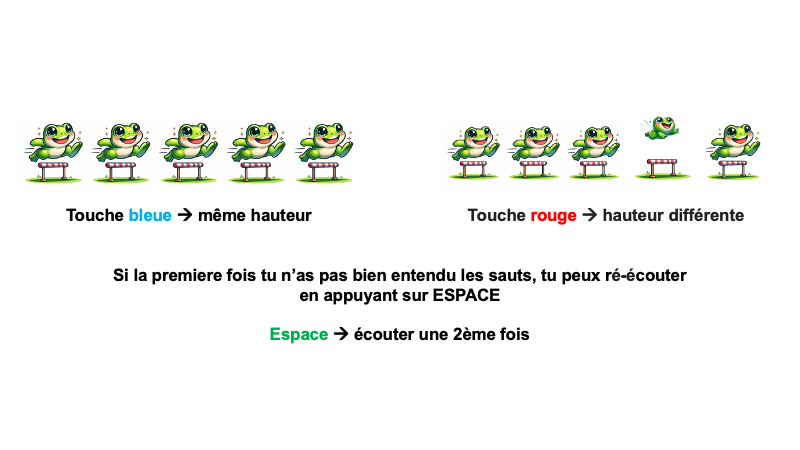 Touche bleue → même hauteur
Touche rouge → hauteur différente
Si la premiere fois tu n’as pas bien entendu les sauts, tu peux ré-écouter
en appuyant sur ESPACE
Espace → écouter une 2ème fois